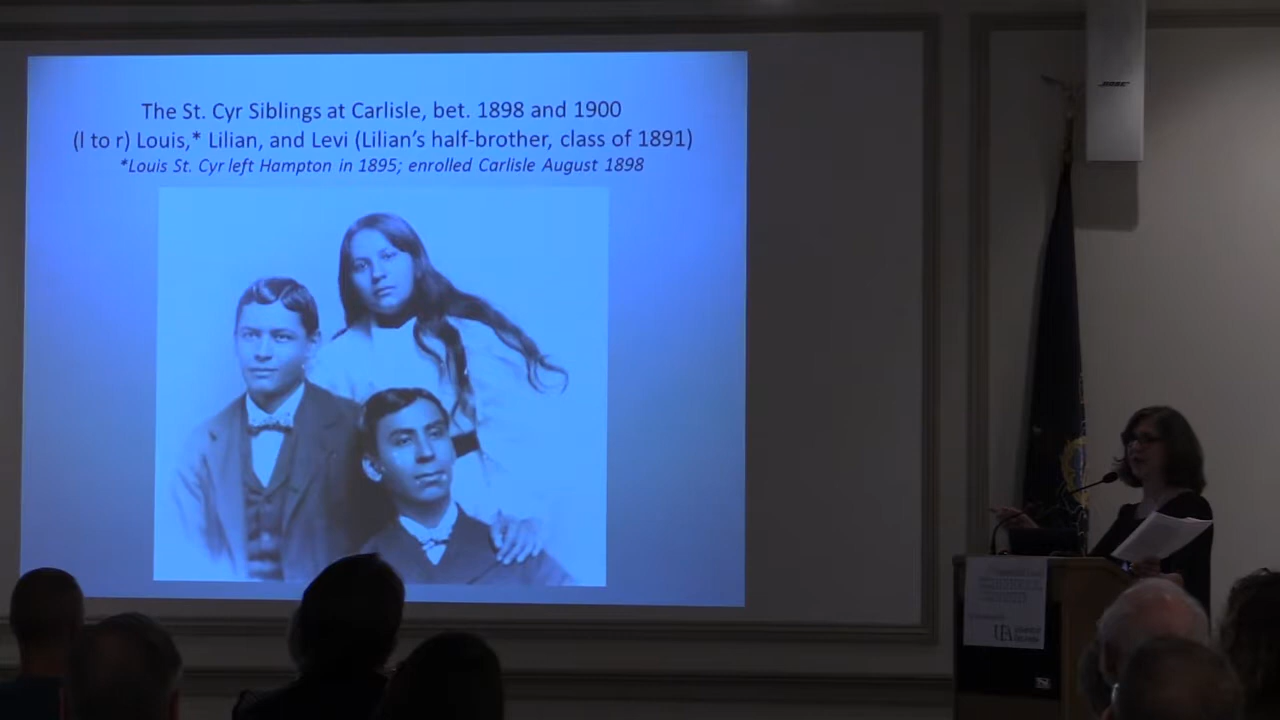 The St. Cyr Siblings at Carlisle, bet. 1898 and 1900
(l to r) Louis,* Lilian, and Levi (Lilian's half-brother, class of 1891)
*Louis St. Cyr left Hampton in 1895; enrolled Carlisle August 1898
BOSE